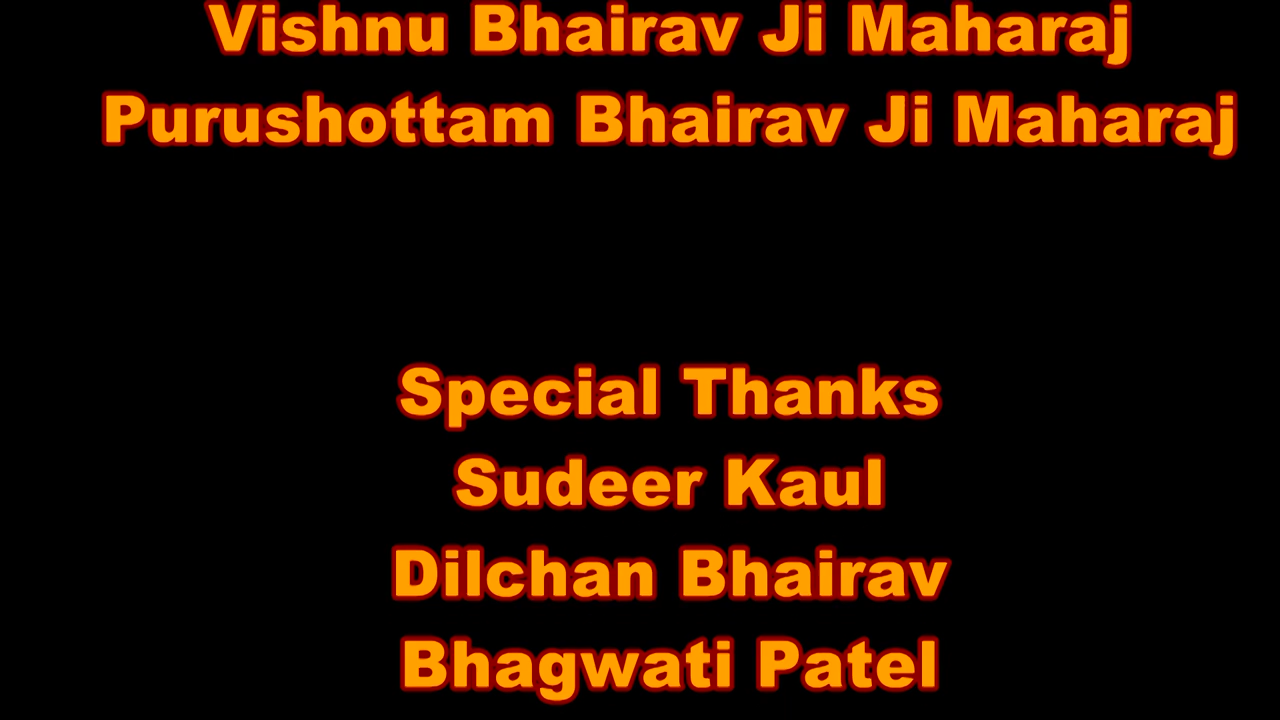 Vishnu Bhairav Ji Maharaj
Purushottam Bhairav Ji Maharaj
Special Thanks
Sudeer Kaul
Dilchan Bhairav
Bhagwati Patel